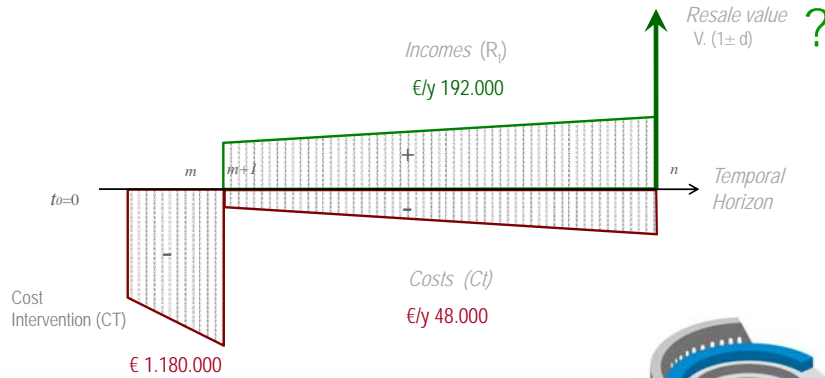 Resale value ?
V. (1± d)
Incomes (Rt)
€/y 192.000
+
m
m+1
n
t0=0
Temporal
Horizon
-
-
Costs (Ct)
Cost
Intervention (CT)
€/y 48.000
€ 1.180.000